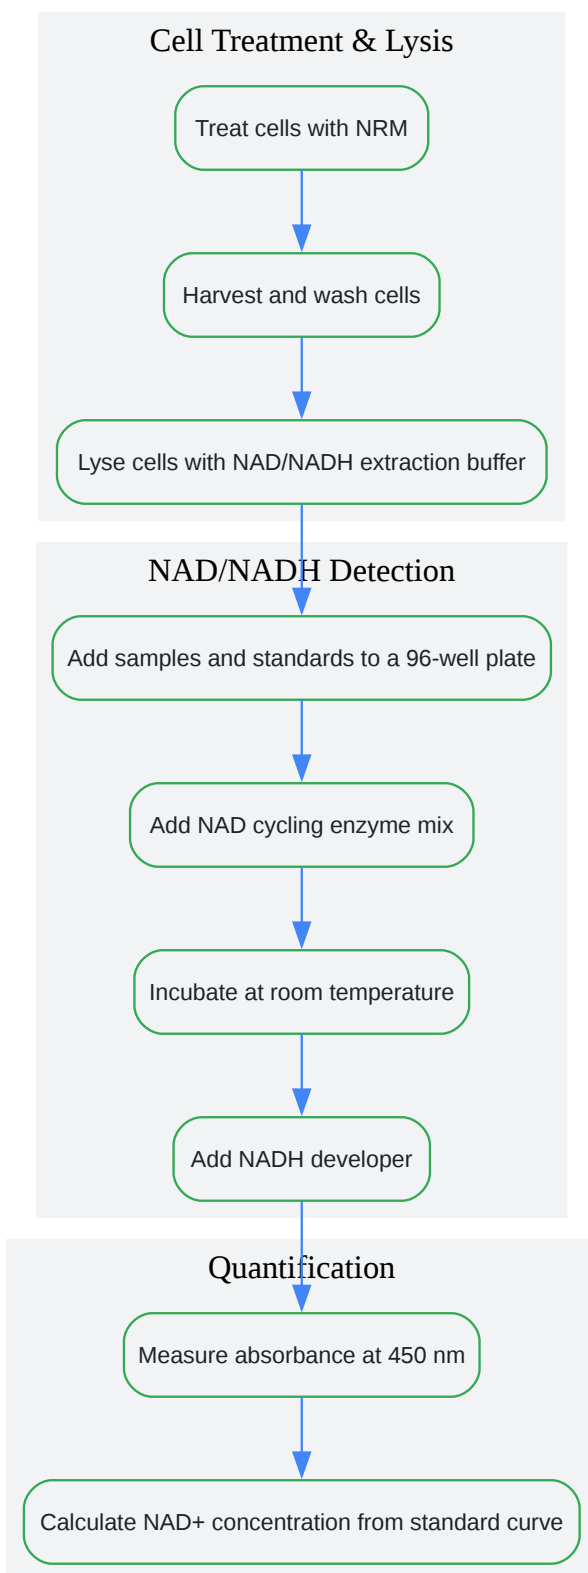 Cell Treatment & Lysis
Treat cells with NRM
Harvest and wash cells
Lyse cells with NAD/NADH extraction buffer
NAD/NADH Detection
Add samples and standards to a 96-well plate
Add NAD cycling enzyme mix
Incubate at room temperature
Add NADH developer
Quantification
Measure absorbance at 450 nm
Calculate NAD+ concentration from standard curve